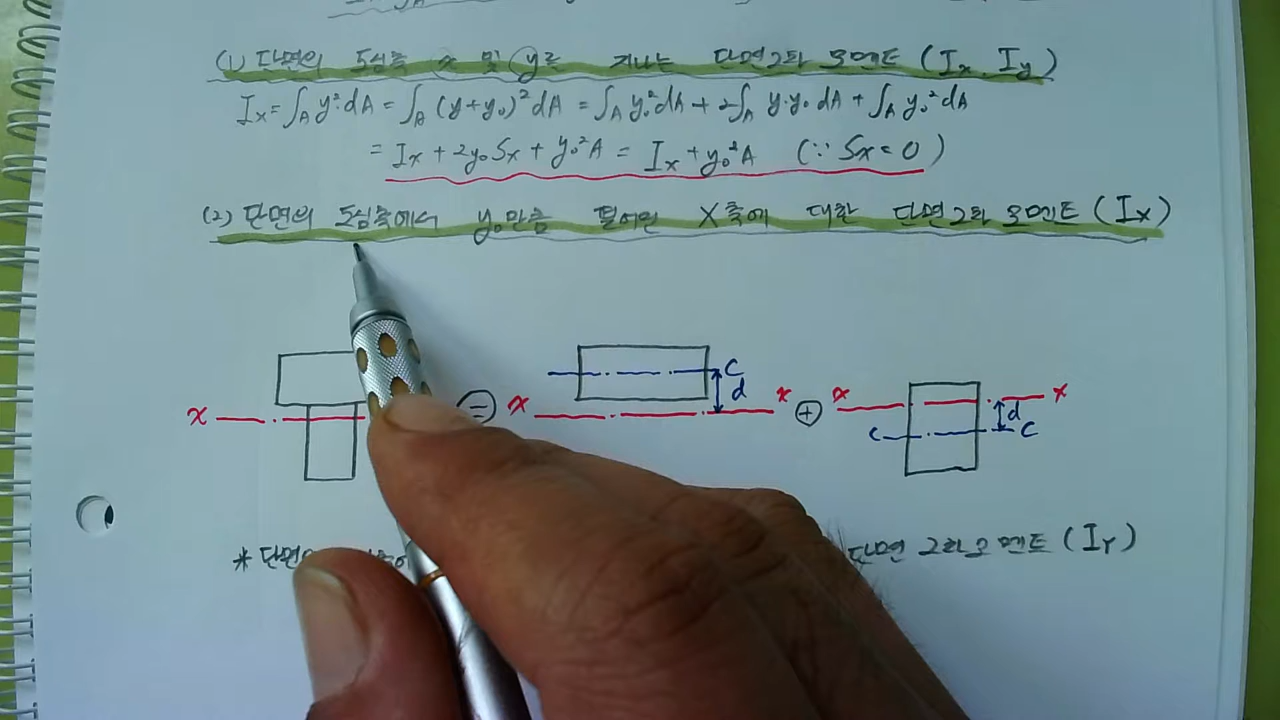 (1) 단면의 도심축 x 및 y를 지나는 단면2차 모멘트 (Ix, Iy)
Ix = ∫A y² dA = ∫A (y+y₀)² dA = ∫A y₀² dA + 2∫A y·y₀ dA + ∫A y₀² dA
= Ix + 2y₀Sx + y₀²A = Ix + y₀²A (∵ Sx = 0)
(2) 단면의 도심축에서 y₀만큼 떨어진 X축에 대한 단면2차 모멘트 (Ix)
x = x C d x ⊕ x C d x C
* 단면 단면 2차모멘트 (IY)